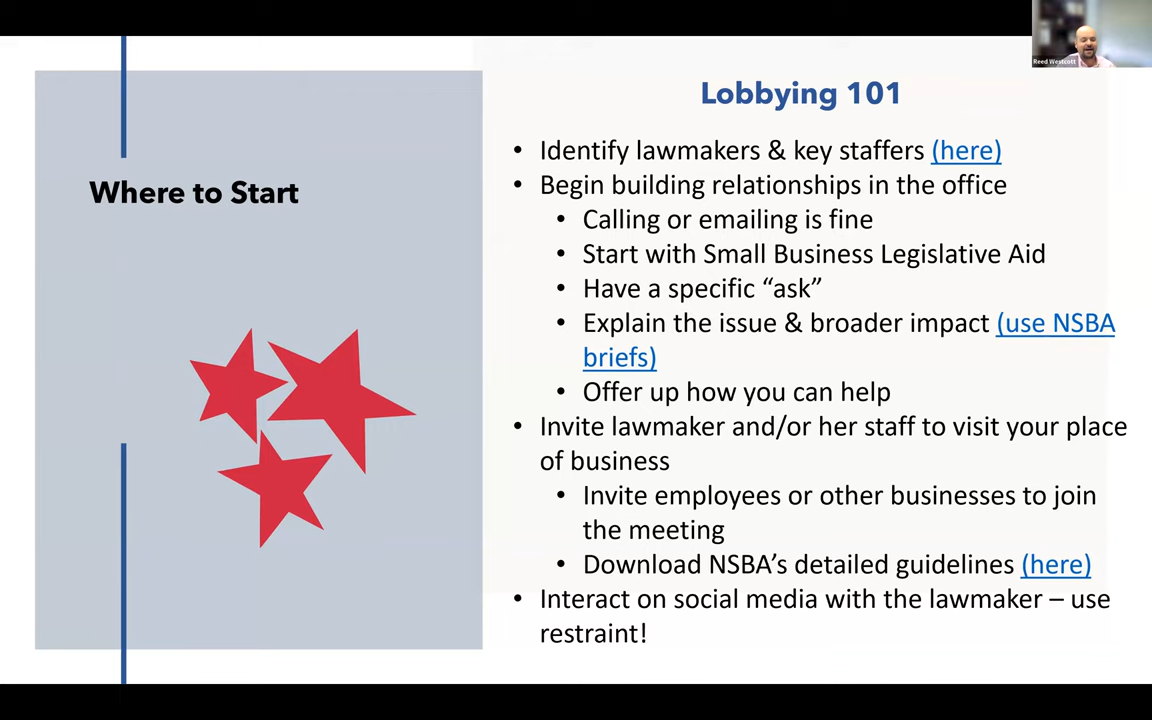 Reed Westcott
Lobbying 101
Where to Start
• Identify lawmakers & key staffers (here)
• Begin building relationships in the office
• Calling or emailing is fine
• Start with Small Business Legislative Aid
• Have a specific “ask”
• Explain the issue & broader impact (use NSBA
briefs)
• Offer up how you can help
• Invite lawmaker and/or her staff to visit your place
of business
• Invite employees or other businesses to join
the meeting
• Download NSBA’s detailed guidelines (here)
• Interact on social media with the lawmaker – use
restraint!